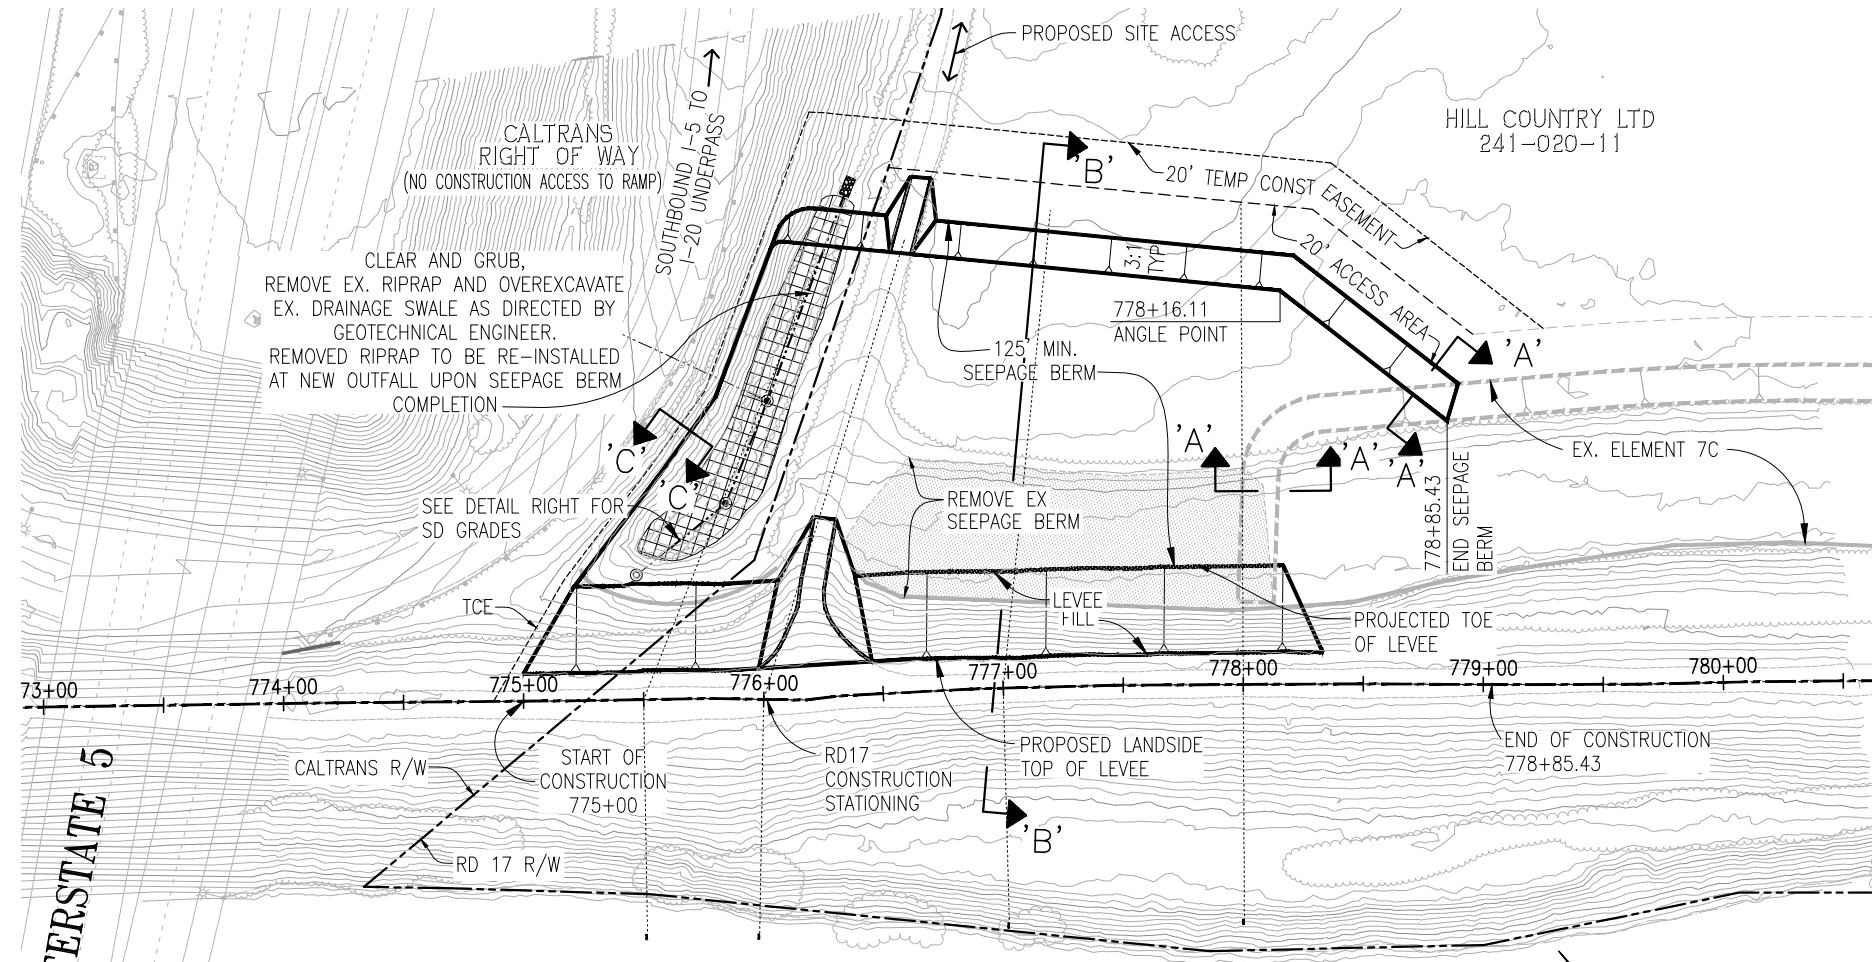 PROPOSED SITE ACCESS
HILL COUNTRY LTD
241-020-11
CALTRANS
RIGHT OF WAY
(NO CONSTRUCTION ACCESS TO RAMP)
SOUTHBOUND I-5 TO
I-20 UNDERPASS
'B'
20' TEMP CONST EASEMENT
20' ACCESS AREA
3:1
TYP
CLEAR AND GRUB,
REMOVE EX. RIPRAP AND OVEREXCAVATE
EX. DRAINAGE SWALE AS DIRECTED BY
GEOTECHNICAL ENGINEER.
REMOVED RIPRAP TO BE RE-INSTALLED
AT NEW OUTFALL UPON SEEPAGE BERM
COMPLETION
778+16.11
ANGLE POINT
125' MIN.
SEEPAGE BERM
'A'
'C'
'C'
'A'
'A'
'A'
EX. ELEMENT 7C
SEE DETAIL RIGHT FOR
SD GRADES
REMOVE EX
SEEPAGE BERM
778+85.43
END SEEPAGE
BERM
TCE
LEVEE
FILL
PROJECTED TOE
OF LEVEE
73+00
774+00
775+00
776+00
777+00
778+00
779+00
780+00
CALTRANS R/W
START OF
CONSTRUCTION
775+00
RD17
CONSTRUCTION
STATIONING
PROPOSED LANDSIDE
TOP OF LEVEE
END OF CONSTRUCTION
778+85.43
'B'
RD 17 R/W
TERSTATE 5